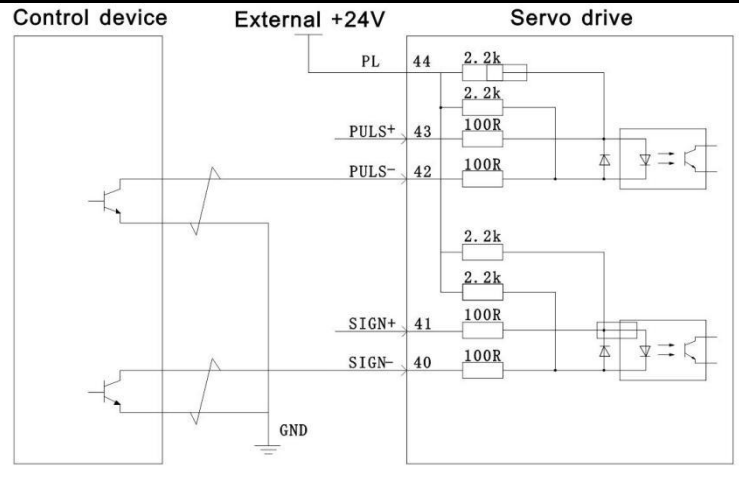 Control device External +24V Servo drive
PL 44 2.2k
2.2k
PULS+ 43 100R
PULS- 42 100R
2.2k
2.2k
SIGN+ 41 100R
SIGN- 40 100R
GND